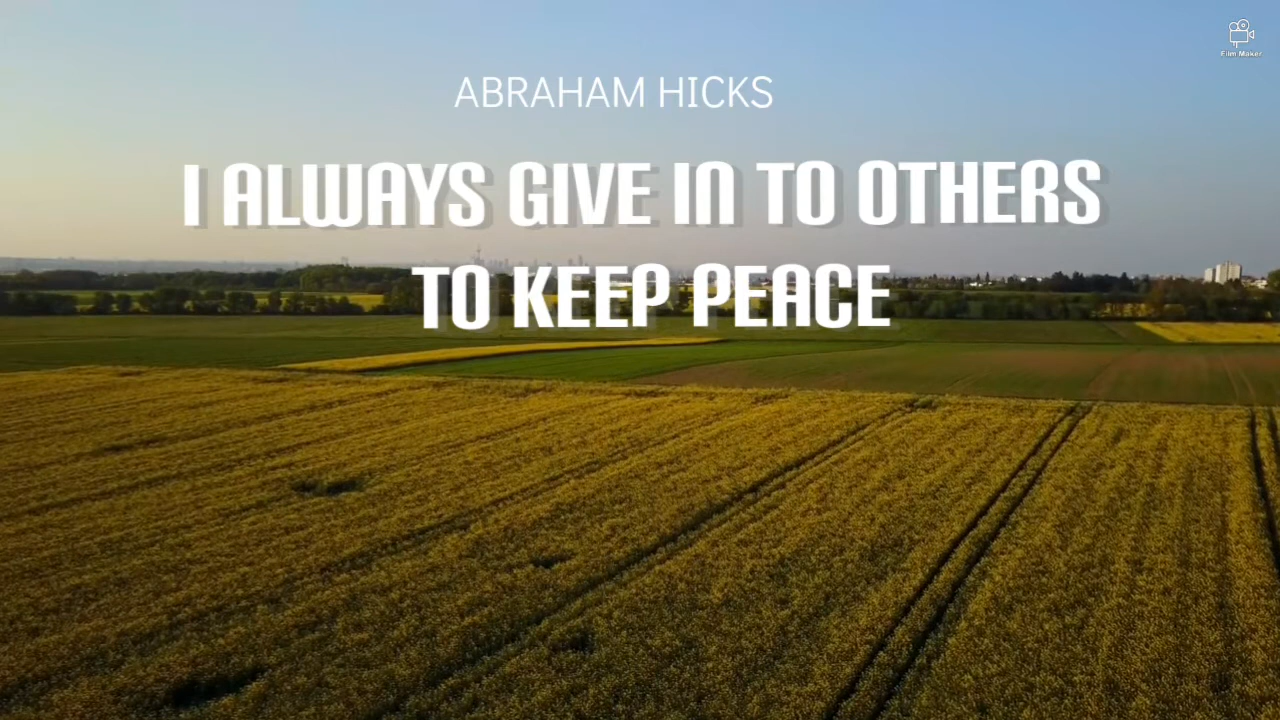 Film Maker
ABRAHAM HICKS
I ALWAYS GIVE IN TO OTHERS
TO KEEP PEACE